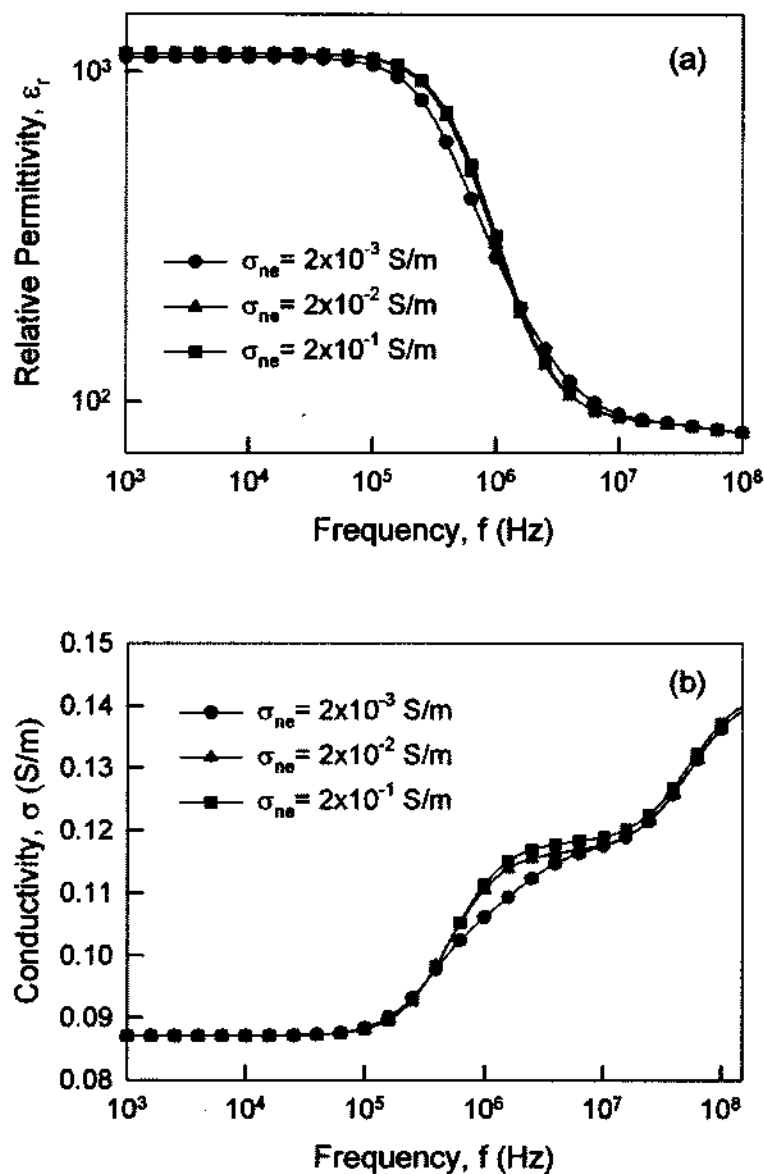 (a)
Relative Permittivity, εr
10³
10²
σne= 2x10⁻³ S/m
σne= 2x10⁻² S/m
σne= 2x10⁻¹ S/m
10³ 10⁴ 10⁵ 10⁶ 10⁷ 10⁸
Frequency, f (Hz)
(b)
Conductivity, σ (S/m)
0.15
0.14
0.13
0.12
0.11
0.10
0.09
0.08
σne= 2x10⁻³ S/m
σne= 2x10⁻² S/m
σne= 2x10⁻¹ S/m
10³ 10⁴ 10⁵ 10⁶ 10⁷ 10⁸
Frequency, f (Hz)